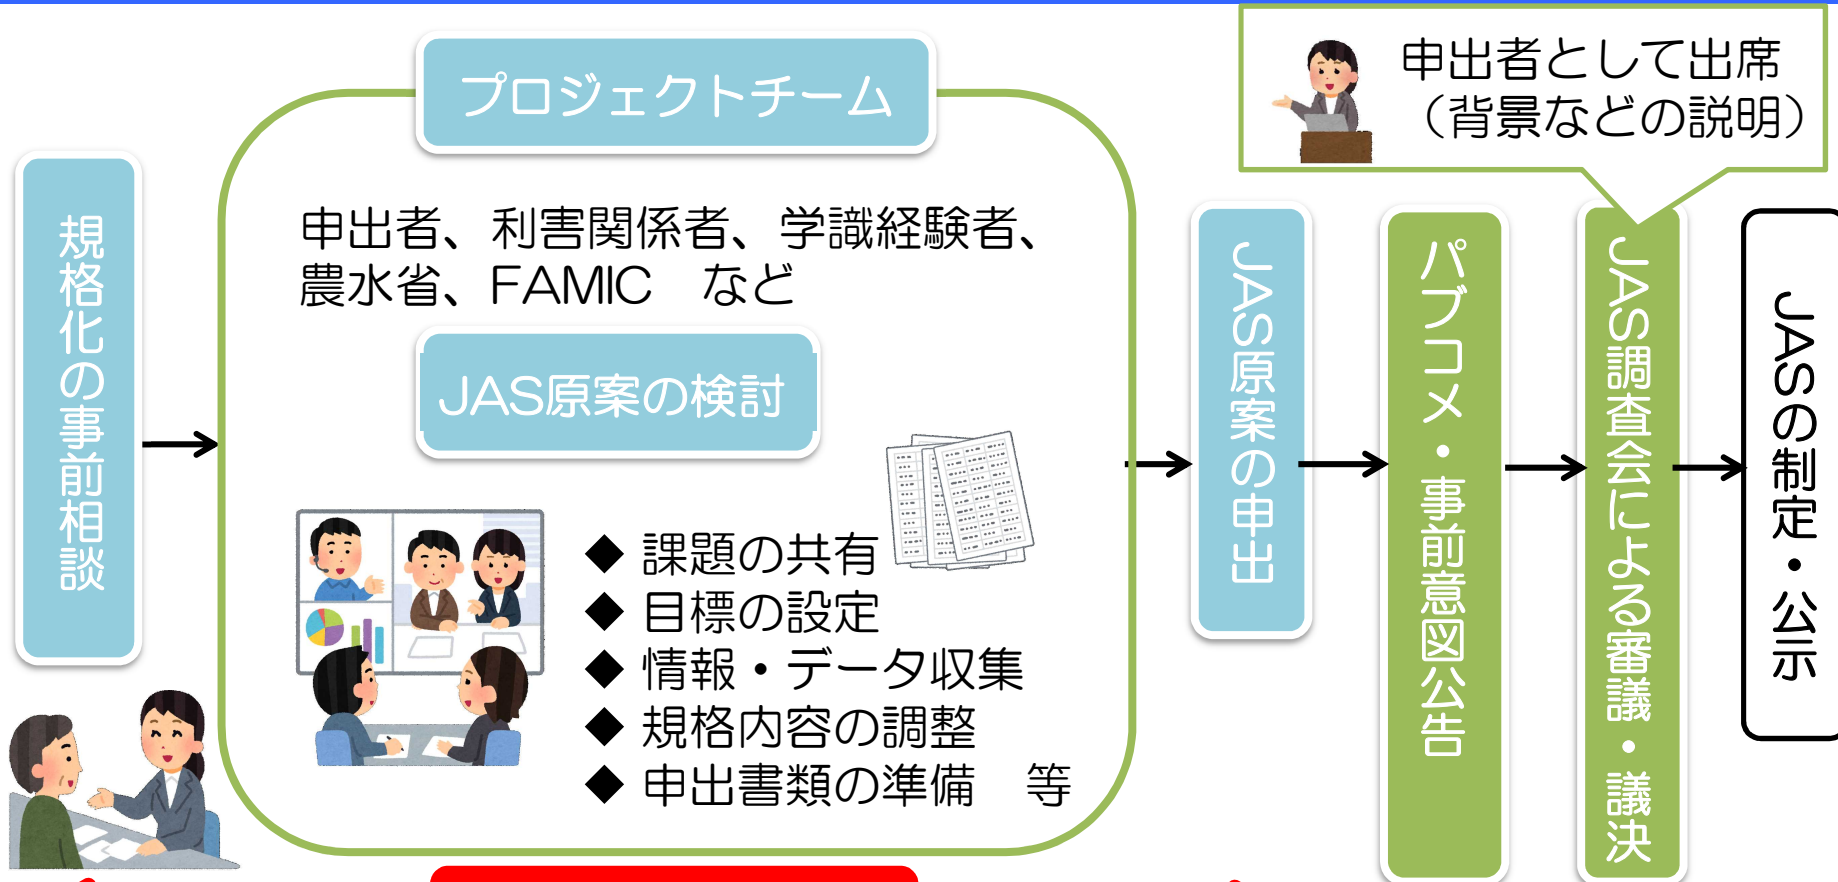 規格化の事前相談
プロジェクトチーム
申出者、利害関係者、学識経験者、
農水省、FAMIC　など
JAS原案の検討
◆ 課題の共有
◆ 目標の設定
◆ 情報・データ収集
◆ 規格内容の調整
◆ 申出書類の準備　等
JAS原案の申出
パブコメ・事前意図公告
申出者として出席
（背景などの説明）
JAS調査会による審議・議決
JASの制定・公示